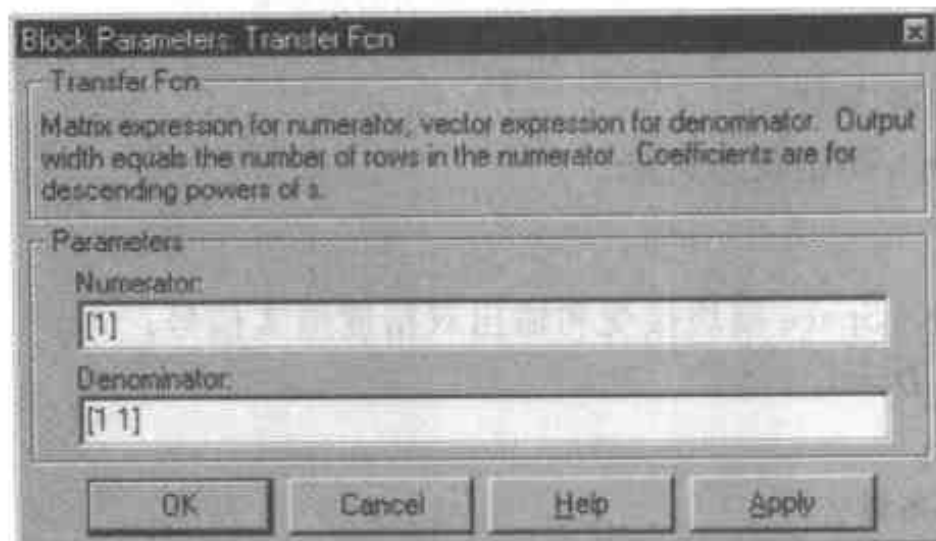 Block Parameters: Transfer Fcn
Transfer Fcn
Matrix expression for numerator, vector expression for denominator. Output
width equals the number of rows in the numerator. Coefficients are for
descending powers of s.
Parameters
Numerator:
[1]
Denominator:
[1 1]
OK
Cancel
Help
Apply